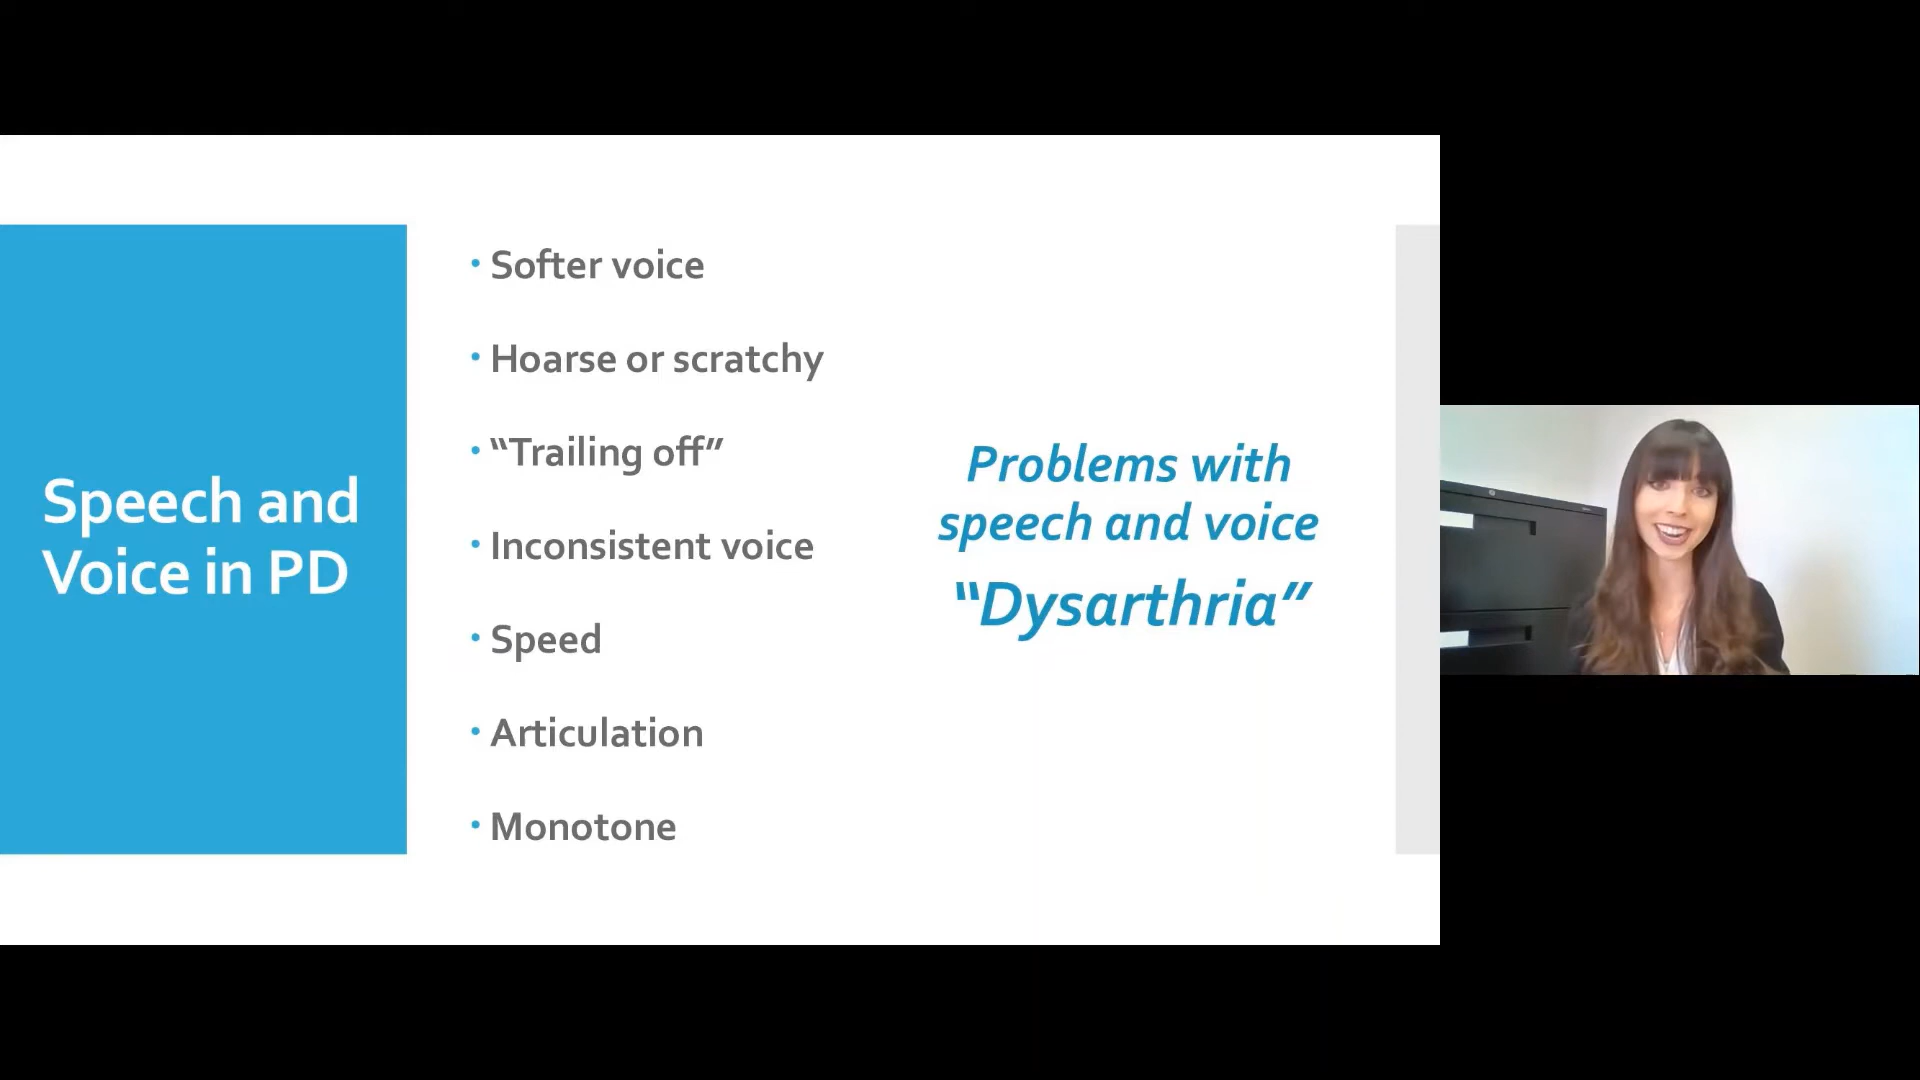 Speech and
Voice in PD
Softer voice
Hoarse or scratchy
“Trailing off”
Inconsistent voice
Speed
Articulation
Monotone
Problems with
speech and voice
“Dysarthria”